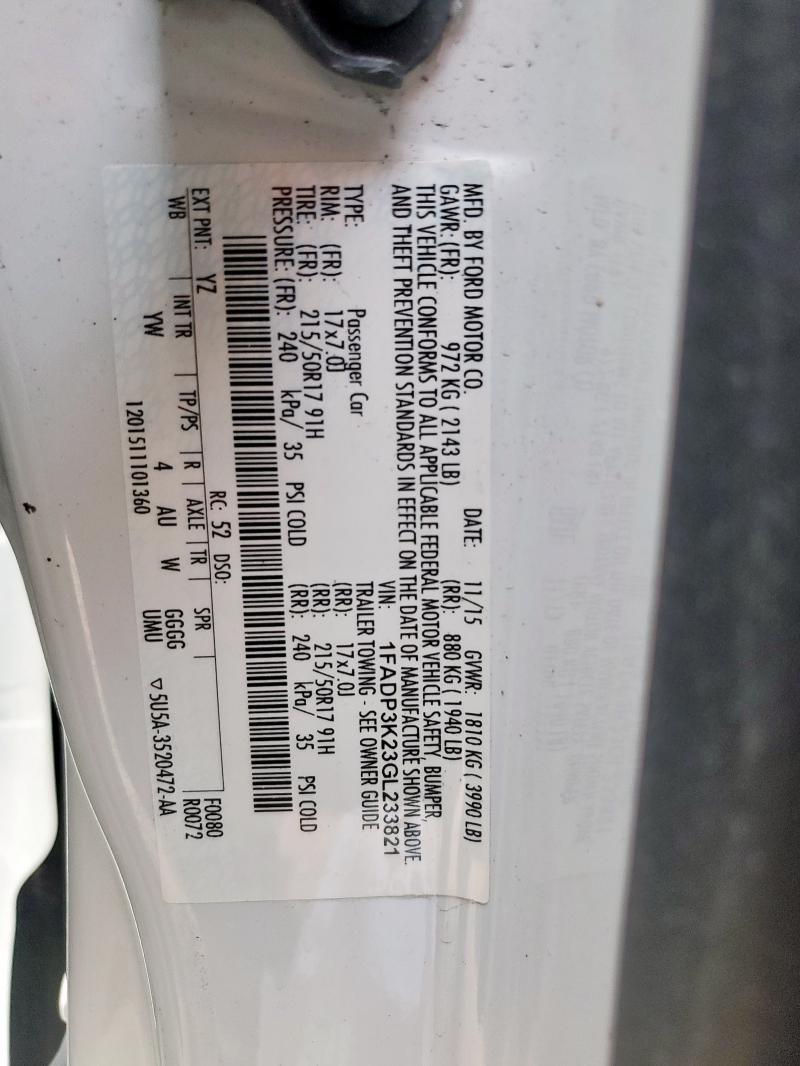 MFD. BY FORD MOTOR CO. DATE: 11/15 GVWR: 1810 KG ( 3990 LB)
GAWR: (FR): 972 KG ( 2143 LB) (RR): 880 KG ( 1940 LB)
THIS VEHICLE CONFORMS TO ALL APPLICABLE FEDERAL MOTOR VEHICLE SAFETY, BUMPER,
AND THEFT PREVENTION STANDARDS IN EFFECT ON THE DATE OF MANUFACTURE SHOWN ABOVE.
VIN: 1FADP3K23GL233821
TYPE: Passenger Car TRAILER TOWING - SEE OWNER GUIDE
RIM: (FR): 17x7.0J (RR): 17x7.0J
TIRE: (FR): 215/50R17 91H (RR): 215/50R17 91H
PRESSURE: (FR): 240 kPa/ 35 PSI COLD (RR): 240 kPa/ 35 PSI COLD
EXT PNT: YZ RC: 52 DSO: F0080
WB INT TR TP/PS R AXLE TR SPR R0072
YW 4 AU W GGGG
UMU
1201511101360 ▽5U5A-3520472-AA